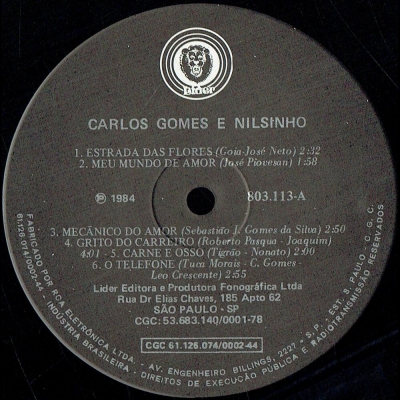 Líder
CARLOS GOMES E NILSINHO
1. ESTRADA DAS FLORES (Goia-José Neto) 2:32
2. MEU MUNDO DE AMOR (José Piovesan) 1:58
Ⓟ 1984
803.113-A
3. MECÂNICO DO AMOR (Sebastião J. Gomes da Silva) 2:50
4. GRITO DO CARREIRO (Roberto Pasqua - Joaquim)
4:01 - 5. CARNE E OSSO (Tigrão - Nonato) 2:00
6. O TELEFONE (Tuca Morais - C. Gomes -
Leo Crescente) 2:55
Lider Editora e Produtora Fonográfica Ltda
Rua Dr Elias Chaves, 185 Apto 62
SÃO PAULO - SP
CGC: 53.683.140/0001-78
CGC 61.126.074/0002-44
FABRICADO POR RCA ELETRÔNICA LTDA. - AV. ENGENHEIRO BILLINGS, 2227 - S.P. - EST. S. PAULO - C.G.C.
61.126.074/0002-44 - INDÚSTRIA BRASILEIRA - DIREITOS DE EXECUÇÃO PÚBLICA E RADIOTRANSMISSÃO RESERVADOS